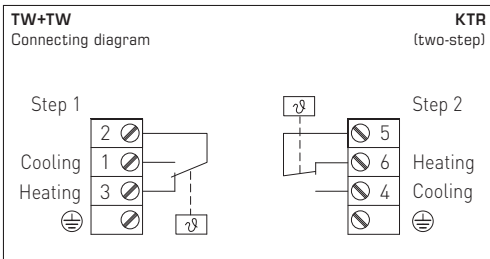 TW+TW KTR
Connecting diagram (two-step)
Step 1 Step 2
2 5
Cooling 1 6 Heating
Heating 3 4 Cooling
ϑ
ϑ